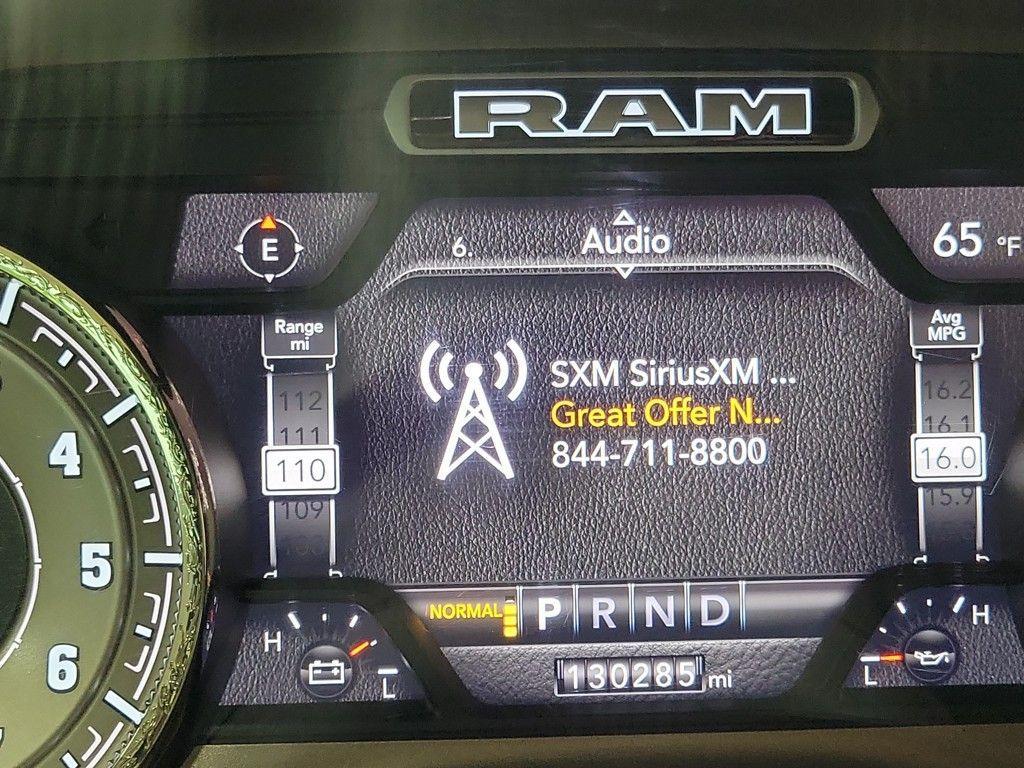 RAM
E
6.
Audio
65 °F
Range
mi
112
111
110
109
Avg
MPG
16.2
16.1
16.0
15.9
SXM SiriusXM ...
Great Offer N...
844-711-8800
4
5
6
NORMAL P R N D
H
L
130285 mi
H
L